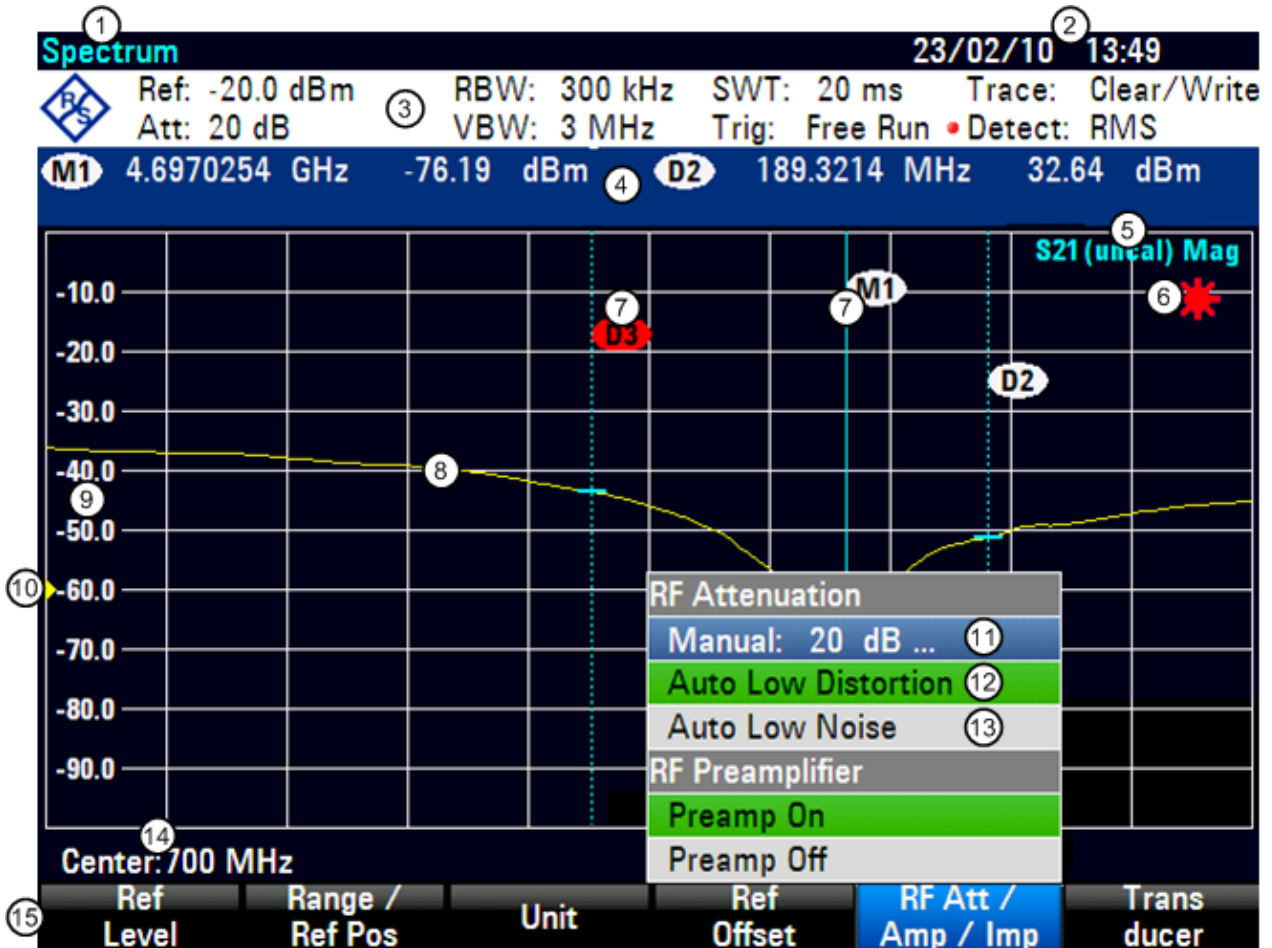 1 2
Spectrum 23/02/10 13:49
R/S Ref: -20.0 dBm RBW: 300 kHz SWT: 20 ms Trace: Clear/Write
3
Att: 20 dB VBW: 3 MHz Trig: Free Run Detect: RMS
M1 4.6970254 GHz -76.19 dBm 4 D2 189.3214 MHz 32.64 dBm
5
S21 (uncal) Mag
-10.0 7 D3 7 M1 6
-20.0
D2
-30.0
-40.0 8
9
-50.0
10 -60.0
-70.0
-80.0
-90.0
RF Attenuation
Manual: 20 dB ... 11
Auto Low Distortion 12
Auto Low Noise 13
RF Preamplifier
Preamp On
Preamp Off
14
Center: 700 MHz
15
Ref
Level
Range /
Ref Pos
Unit
Ref
Offset
RF Att /
Amp / Imp
Trans
ducer